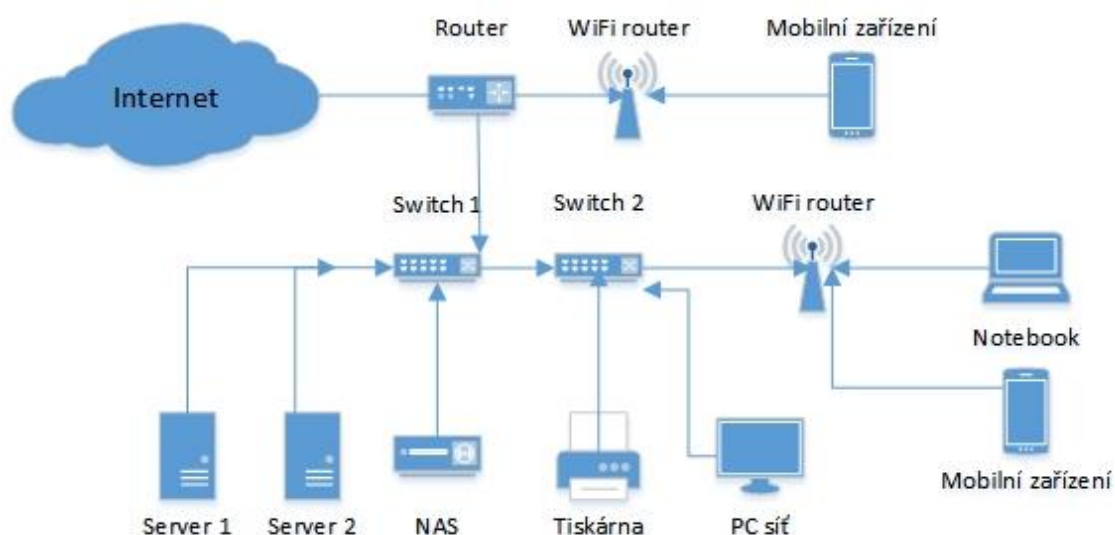 Router
WiFi router
Mobilní zařízení
Internet
Switch 1
Switch 2
WiFi router
Notebook
Mobilní zařízení
Server 1
Server 2
NAS
Tiskárna
PC síť